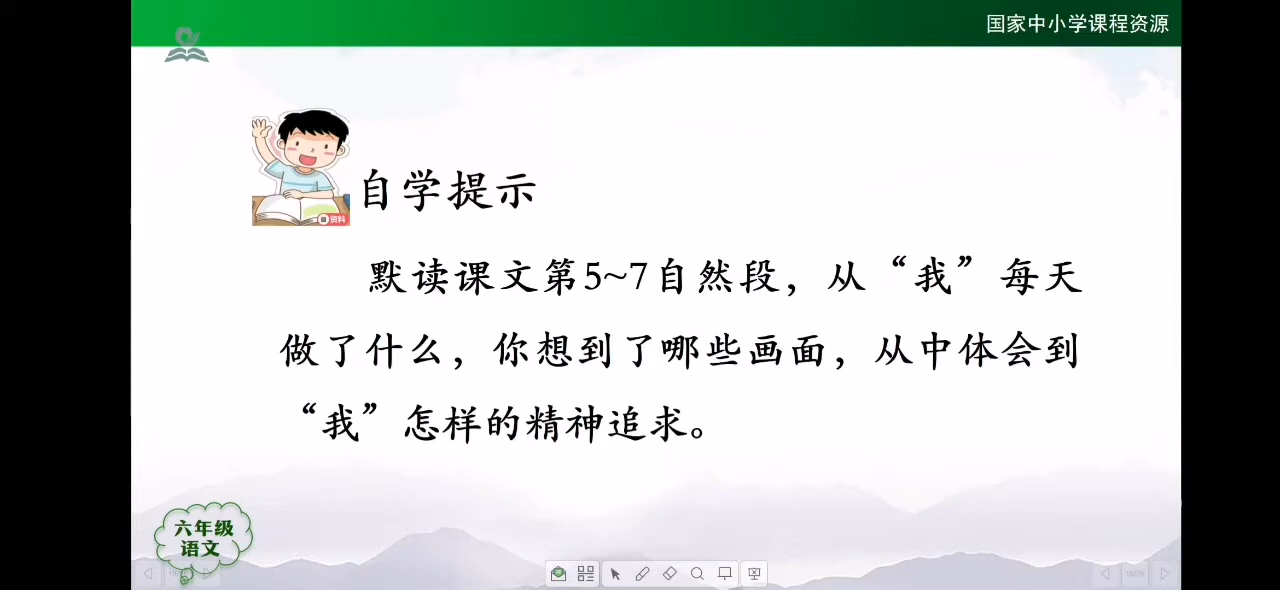 国家中小学课程资源
自学提示
默读课文第5~7自然段，从“我”每天
做了什么，你想到了哪些画面，从中体会到
“我”怎样的精神追求。
六年级
语文